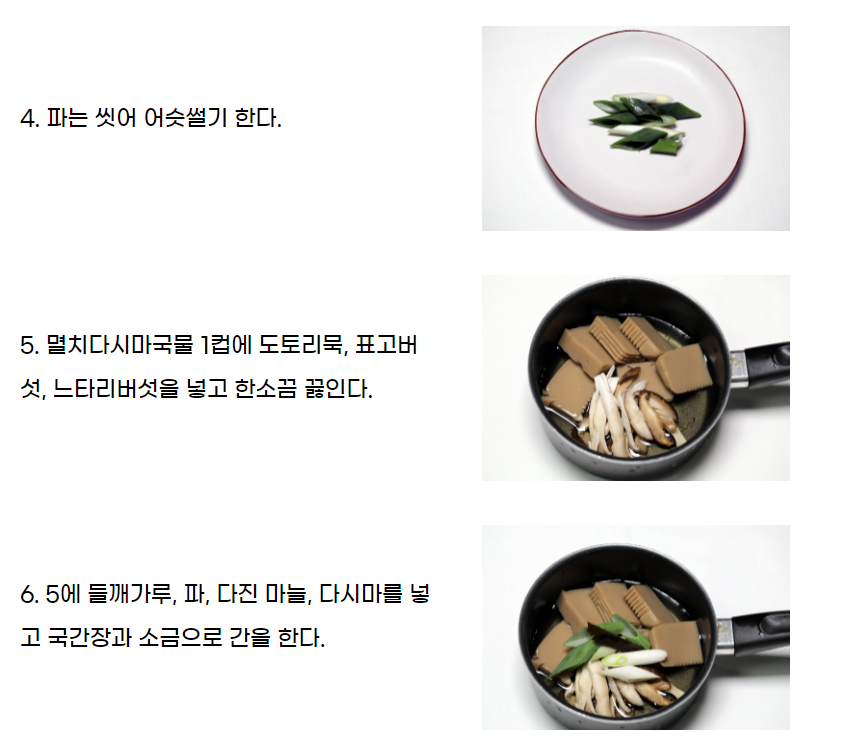 4. 파는 씻어 어슷썰기 한다.
5. 멸치다시마국물 1컵에 도토리묵, 표고버
섯, 느타리버섯을 넣고 한소끔 끓인다.
6. 5에 들깨가루, 파, 다진 마늘, 다시마를 넣
고 국간장과 소금으로 간을 한다.